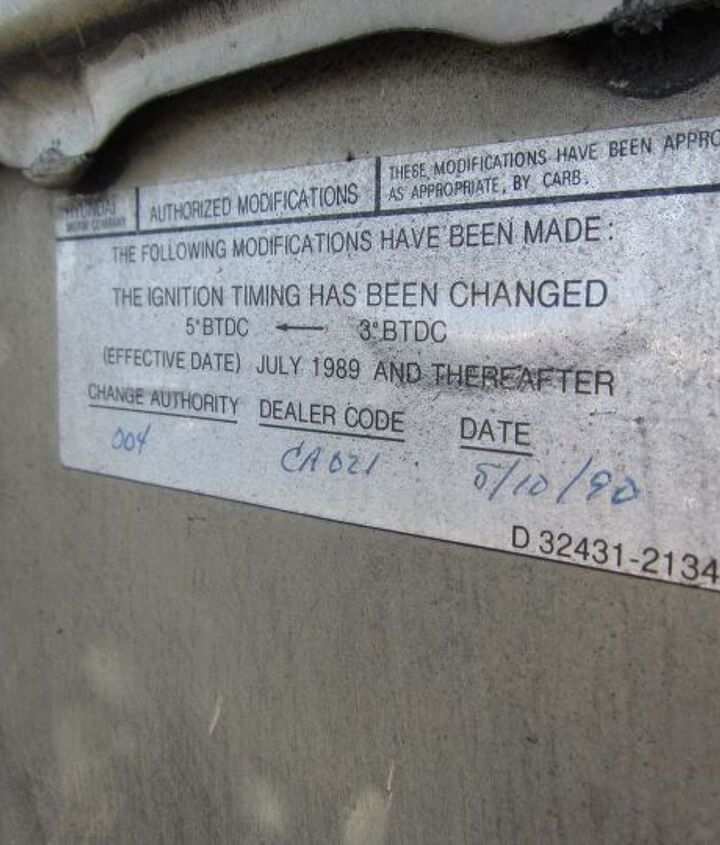 HYUNDAI
MOTOR COMPANY
AUTHORIZED MODIFICATIONS
THESE MODIFICATIONS HAVE BEEN APPRO
AS APPROPRIATE, BY CARB.
THE FOLLOWING MODIFICATIONS HAVE BEEN MADE:
THE IGNITION TIMING HAS BEEN CHANGED
5°BTDC ← 3°BTDC
(EFFECTIVE DATE) JULY 1989 AND THEREAFTER
CHANGE AUTHORITY DEALER CODE DATE
004 CA021 5/10/90
D 32431-2134